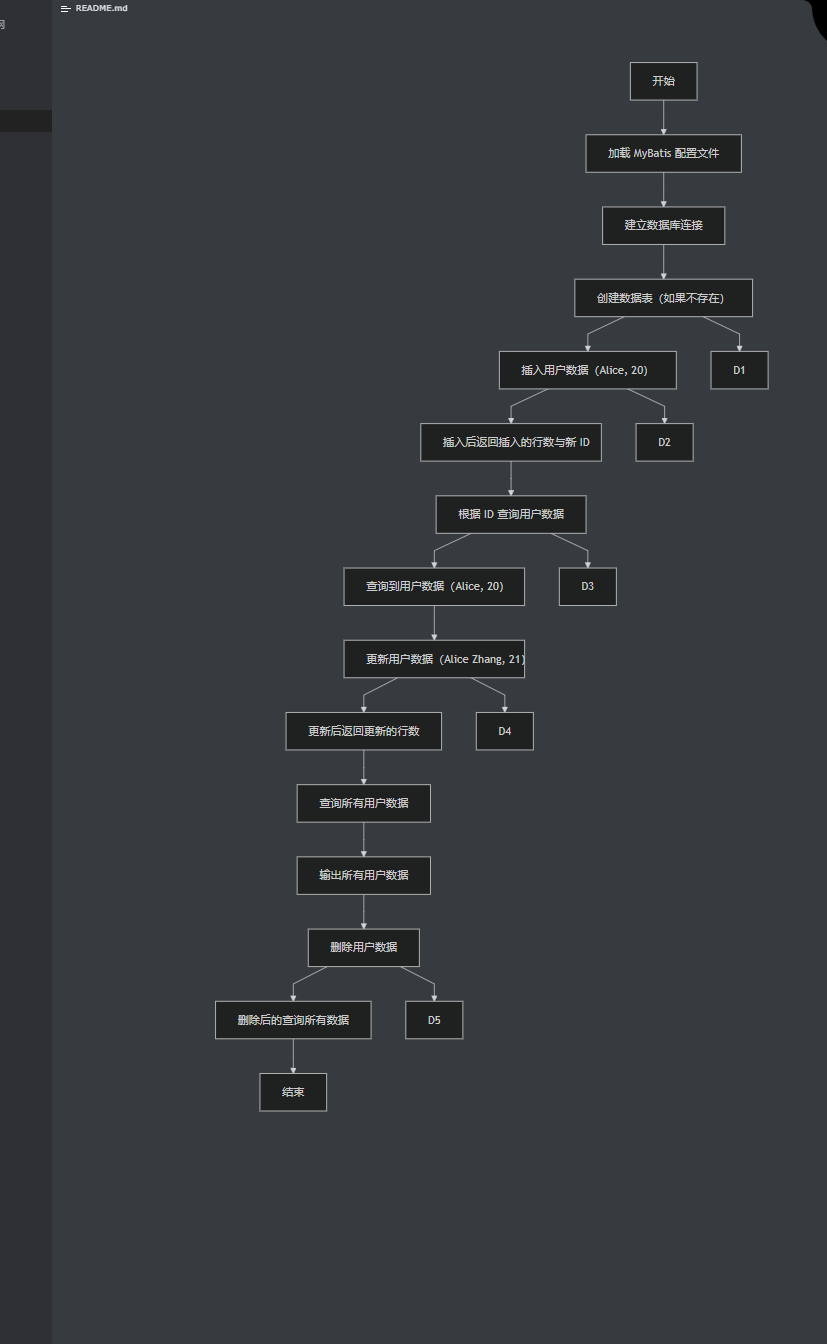 README.md
开始
加载 MyBatis 配置文件
建立数据库连接
创建数据表（如果不存在）
插入用户数据（Alice, 20）
D1
插入后返回插入的行数与新 ID
D2
根据 ID 查询用户数据
查询到用户数据（Alice, 20）
D3
更新用户数据（Alice Zhang, 21）
更新后返回更新的行数
D4
查询所有用户数据
输出所有用户数据
删除用户数据
删除后的查询所有数据
D5
结束